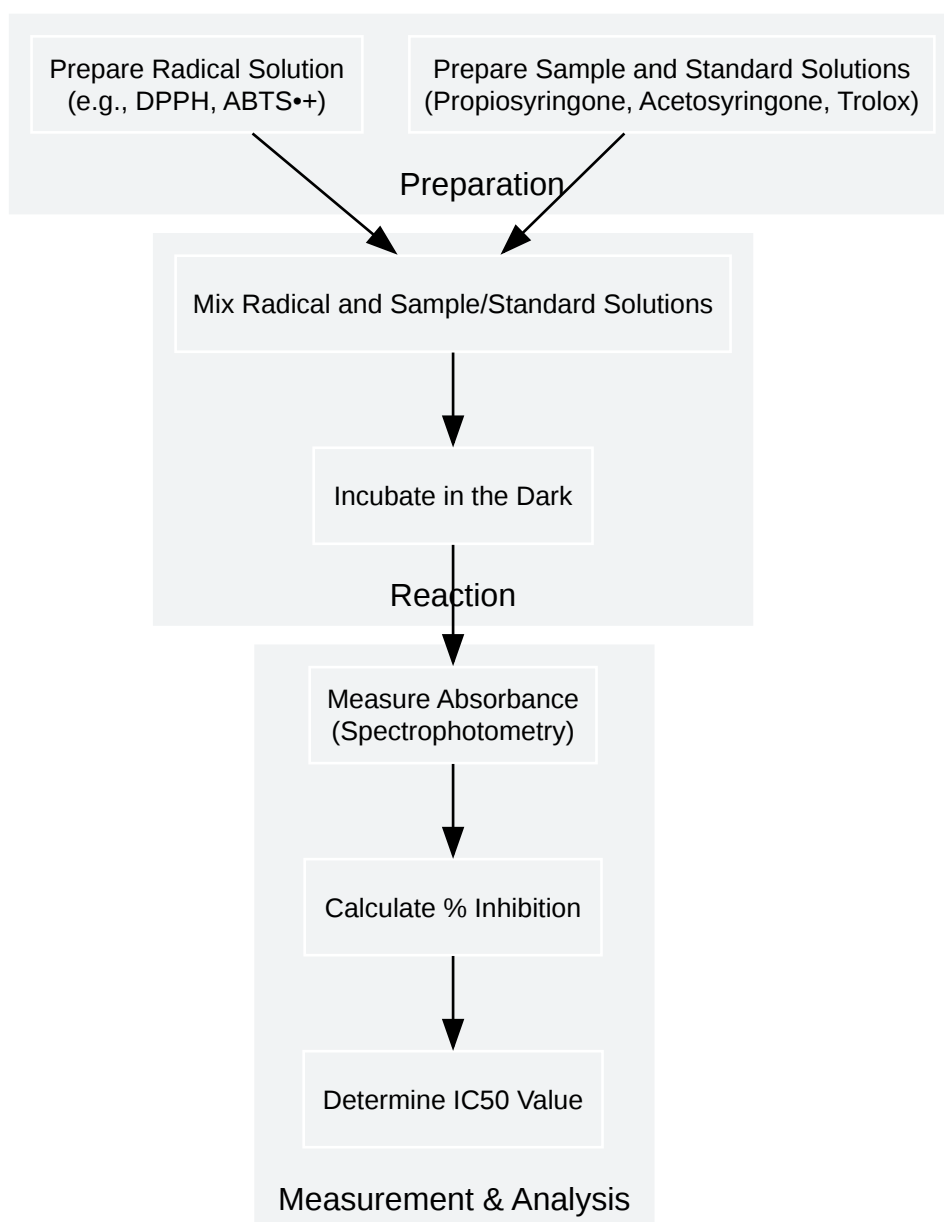 Prepare Radical Solution
(e.g., DPPH, ABTS•+)
Prepare Sample and Standard Solutions
(Propiosyringone, Acetosyringone, Trolox)
Preparation
Mix Radical and Sample/Standard Solutions
Incubate in the Dark
Reaction
Measure Absorbance
(Spectrophotometry)
Calculate % Inhibition
Determine IC50 Value
Measurement & Analysis